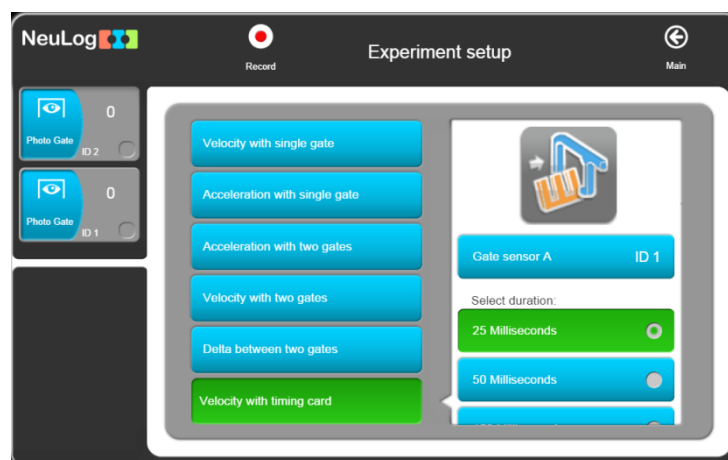 NeuLog
Record
Experiment setup
Main
0
Photo Gate
ID 2
0
Photo Gate
ID 1
Velocity with single gate
Acceleration with single gate
Acceleration with two gates
Velocity with two gates
Delta between two gates
Velocity with timing card
Gate sensor A ID 1
Select duration:
25 Milliseconds
50 Milliseconds